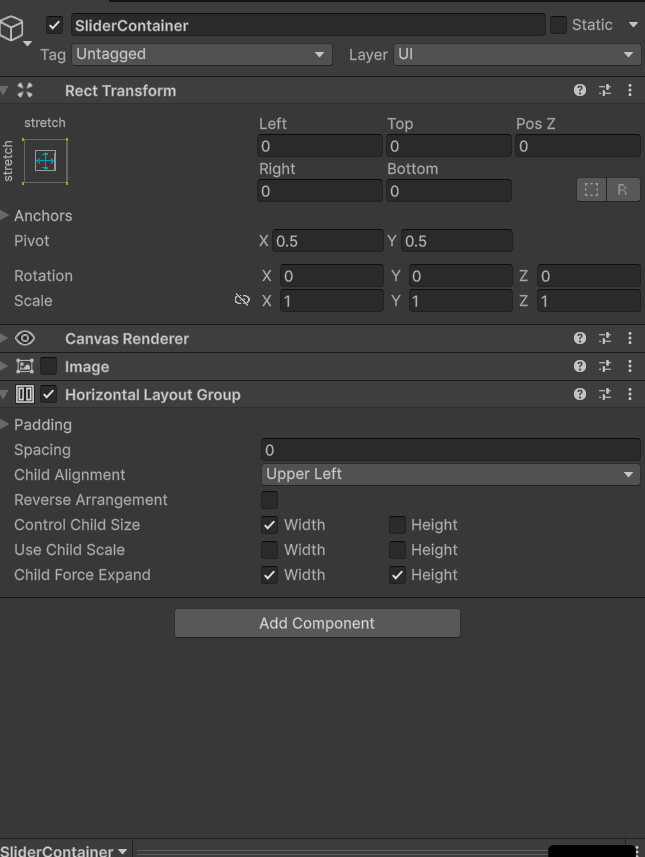 SliderContainer Static
Tag Untagged Layer UI
Rect Transform
stretch
stretch
Left Top Pos Z
0 0 0
Right Bottom
0 0 R
Anchors
Pivot X 0.5 Y 0.5
Rotation X 0 Y 0 Z 0
Scale X 1 Y 1 Z 1
Canvas Renderer
Image
Horizontal Layout Group
Padding
Spacing 0
Child Alignment Upper Left
Reverse Arrangement
Control Child Size Width Height
Use Child Scale Width Height
Child Force Expand Width Height
Add Component
SliderContainer